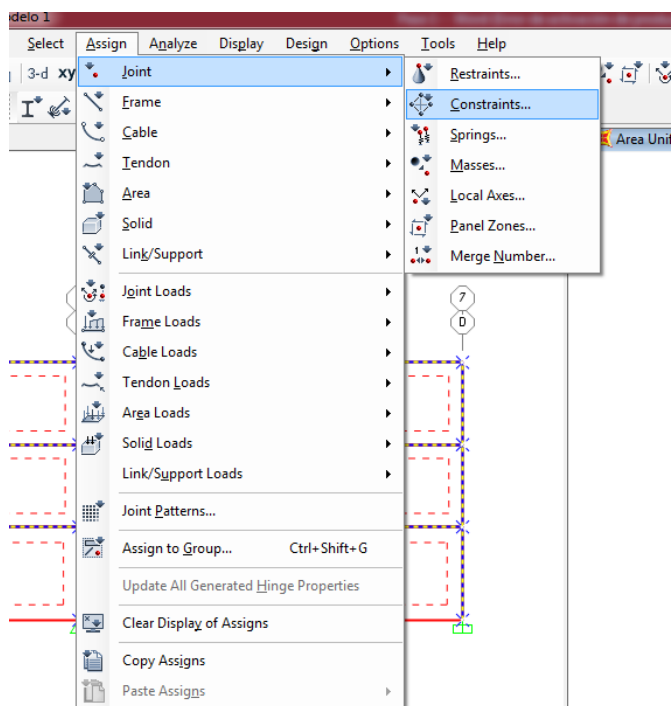 odelo 1
Select Assign Analyze Display Design Options Tools Help
3-d xy
Joint
Frame
Cable
Tendon
Area
Solid
Link/Support
Joint Loads
Frame Loads
Cable Loads
Tendon Loads
Area Loads
Solid Loads
Link/Support Loads
Joint Patterns...
Assign to Group... Ctrl+Shift+G
Update All Generated Hinge Properties
Clear Display of Assigns
Copy Assigns
Paste Assigns
Restraints...
Constraints...
Springs...
Masses...
Local Axes...
Panel Zones...
Merge Number...
Area Unif
7
D